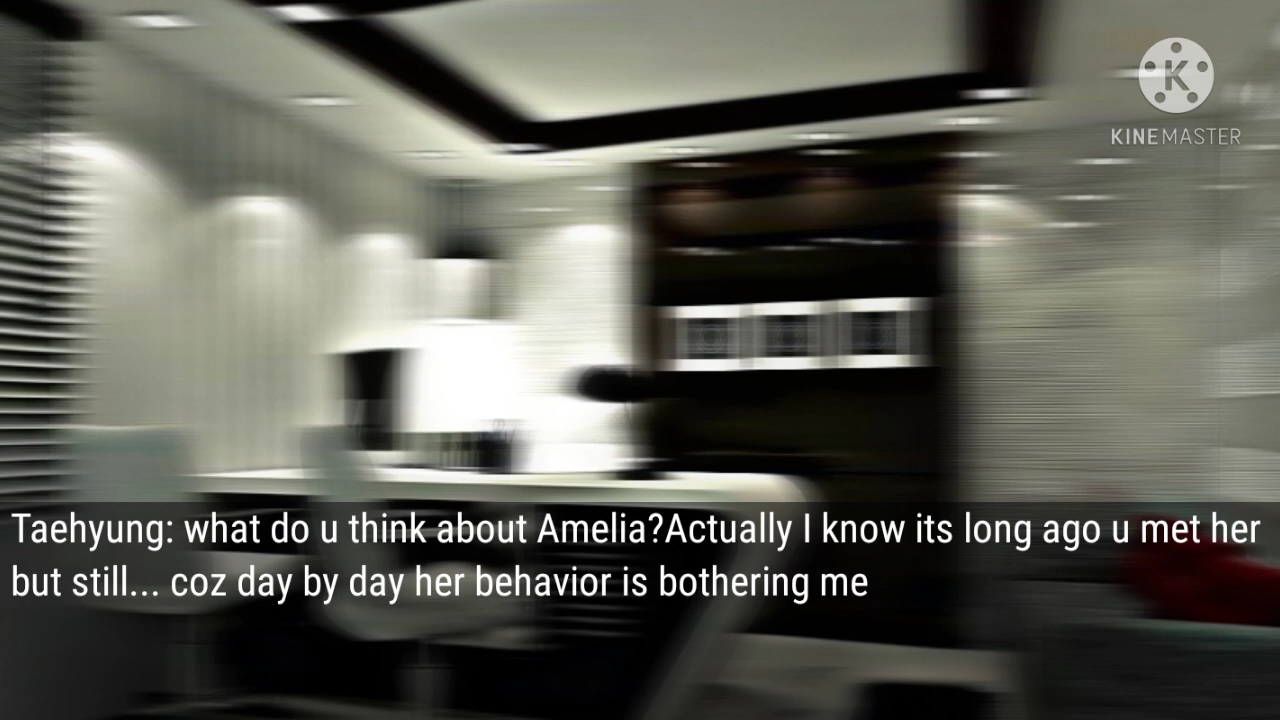 KINEMASTER
Taehyung: what do u think about Amelia?Actually I know its long ago u met her
but still... coz day by day her behavior is bothering me